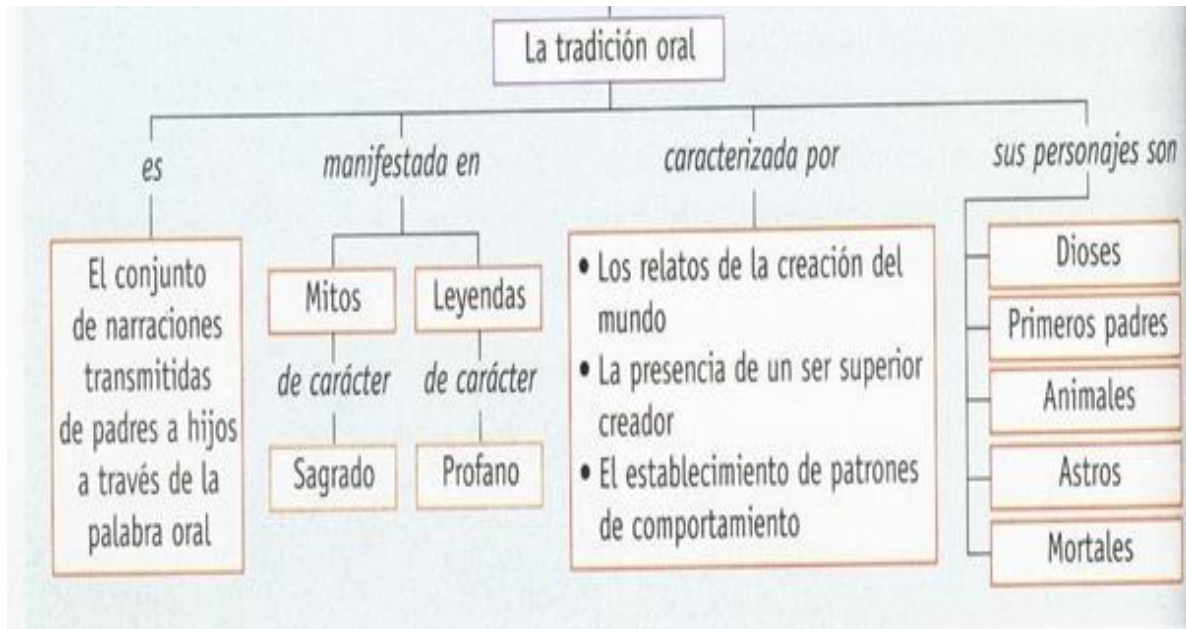 La tradición oral
es
manifestada en
caracterizada por
sus personajes son
El conjunto
de narraciones
transmitidas
de padres a hijos
a través de la
palabra oral
Mitos
Leyendas
de carácter
de carácter
Sagrado
Profano
• Los relatos de la creación del
mundo
• La presencia de un ser superior
creador
• El establecimiento de patrones
de comportamiento
Dioses
Primeros padres
Animales
Astros
Mortales